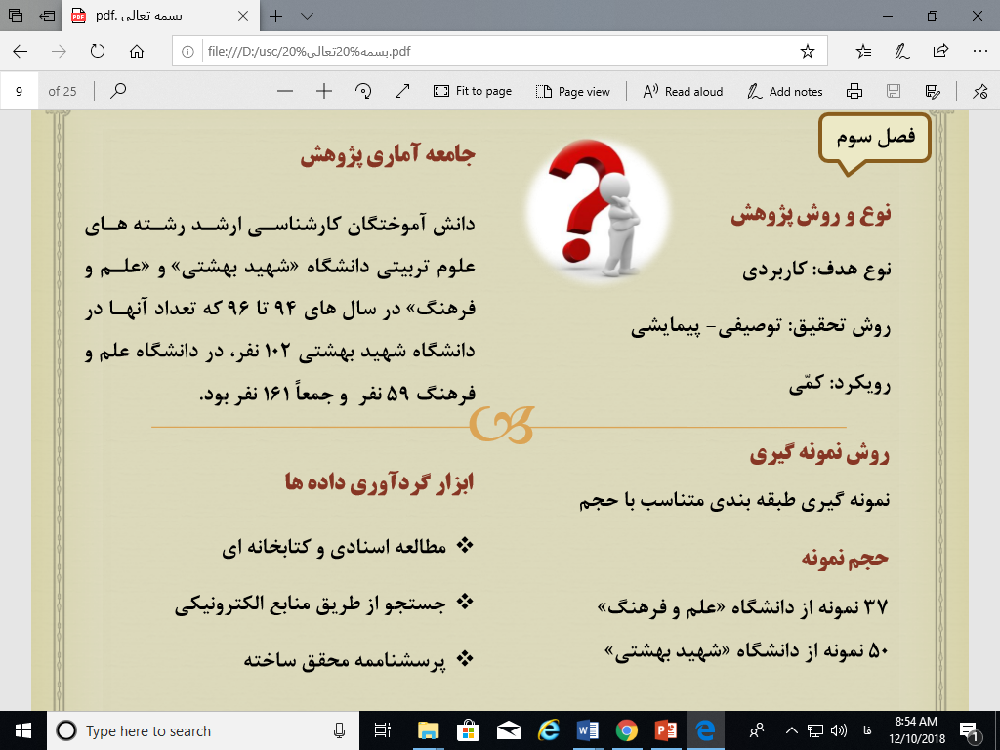 بسمه تعالی .pdf
file:///D:/usc/20%بسمه%20تعالی.pdf
9 of 25
Fit to page
Page view
Read aloud
Add notes
فصل سوم
نوع و روش پژوهش
نوع هدف: کاربردی
روش تحقیق: توصیفی- پیمایشی
رویکرد: کمّی
جامعه آماری پژوهش
دانش آموختگان کارشناسی ارشد رشته های
علوم تربیتی دانشگاه «شهید بهشتی» و «علم و
فرهنگ» در سال های ۹۴ تا ۹۶ که تعداد آنها در
دانشگاه شهید بهشتی ۱۰۲ نفر، در دانشگاه علم و
فرهنگ ۵۹ نفر و جمعاً ۱۶۱ نفر بود.
روش نمونه گیری
نمونه گیری طبقه بندی متناسب با حجم
حجم نمونه
۳۷ نمونه از دانشگاه «علم و فرهنگ»
۵۰ نمونه از دانشگاه «شهید بهشتی»
ابزار گردآوری داده ها
❖ مطالعه اسنادی و کتابخانه ای
❖ جستجو از طریق منابع الکترونیکی
❖ پرسشناممه محقق ساخته
Type here to search
فا
8:54 AM
12/10/2018
1